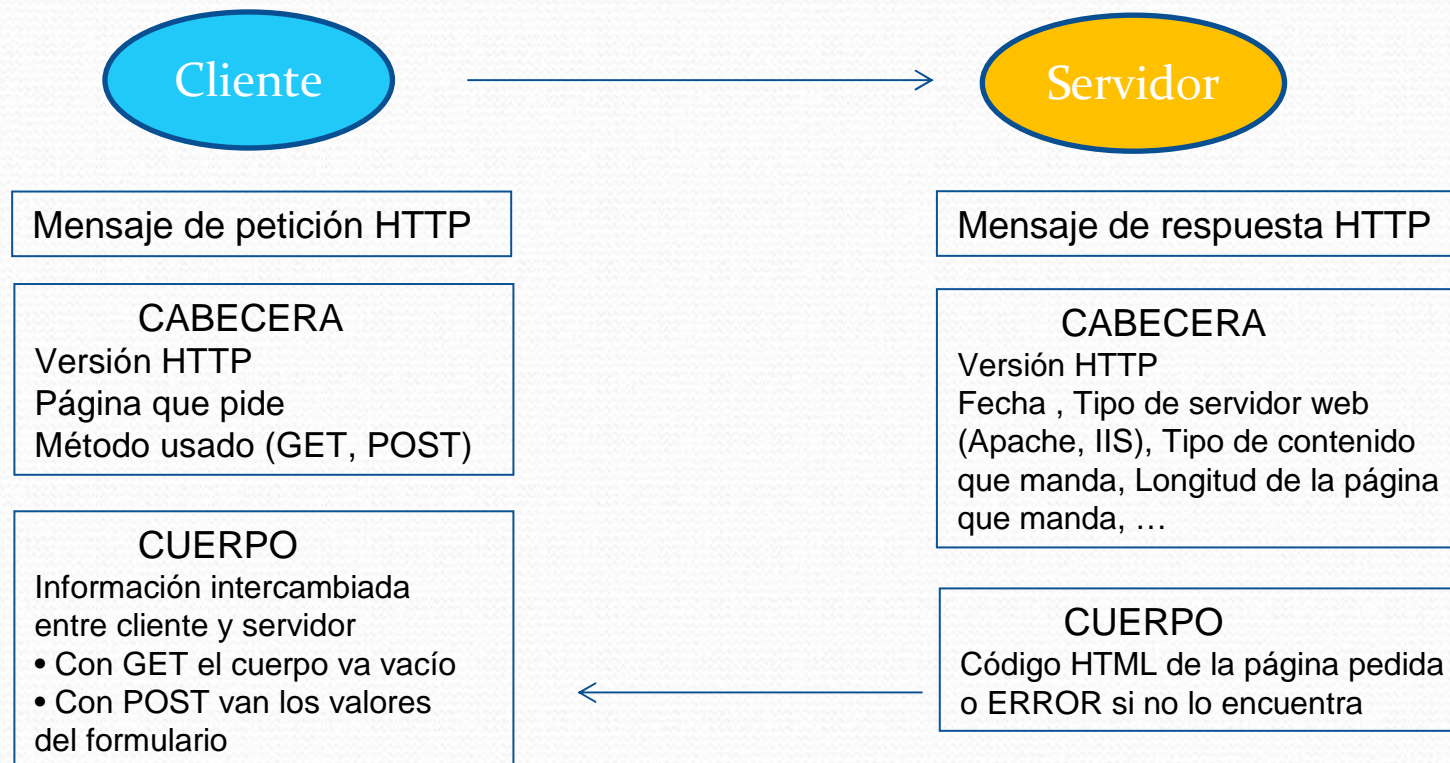 Cliente
Servidor
Mensaje de petición HTTP
CABECERA
Versión HTTP
Página que pide
Método usado (GET, POST)
CUERPO
Información intercambiada
entre cliente y servidor
• Con GET el cuerpo va vacío
• Con POST van los valores
del formulario
Mensaje de respuesta HTTP
CABECERA
Versión HTTP
Fecha , Tipo de servidor web
(Apache, IIS), Tipo de contenido
que manda, Longitud de la página
que manda, …
CUERPO
Código HTML de la página pedida
o ERROR si no lo encuentra